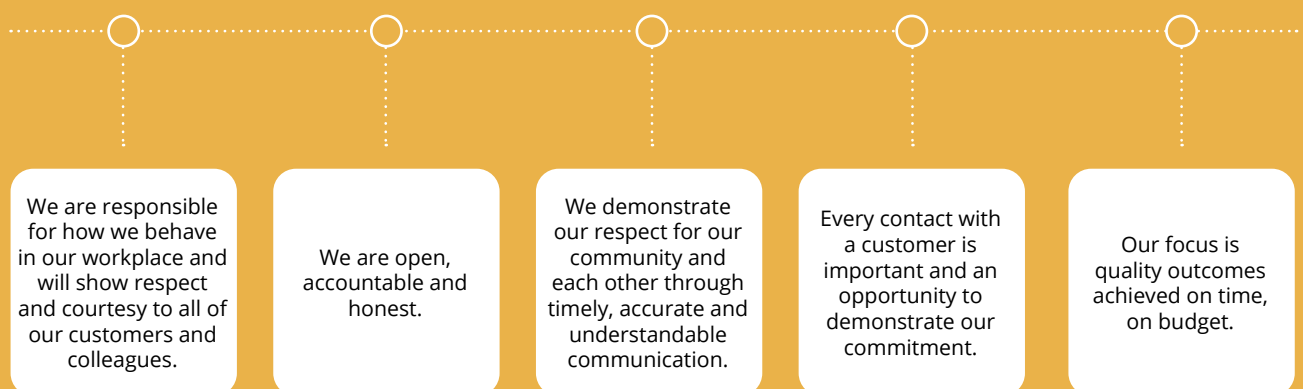 We are responsible
for how we behave
in our workplace and
will show respect
and courtesy to all of
our customers and
colleagues.
We are open,
accountable and
honest.
We demonstrate
our respect for our
community and
each other through
timely, accurate and
understandable
communication.
Every contact with
a customer is
important and an
opportunity to
demonstrate our
commitment.
Our focus is
quality outcomes
achieved on time,
on budget.